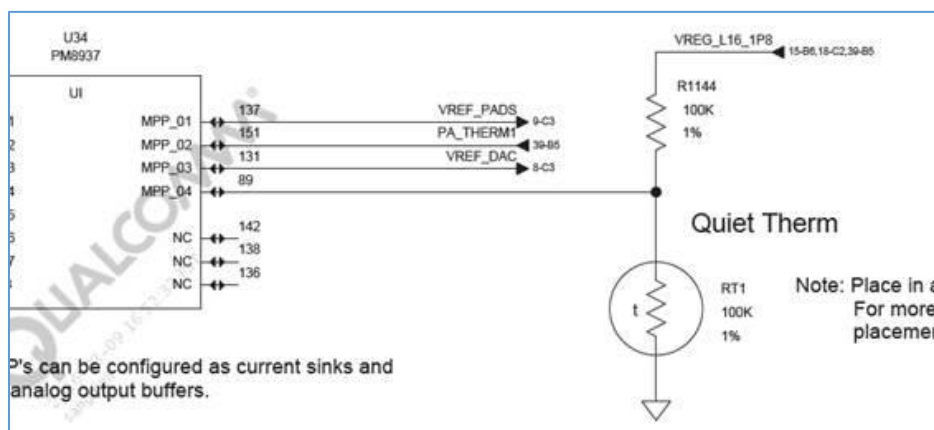 U34
PM8937
UI
MPP_01
137
VREF_PADS
9-C3
MPP_02
151
PA_THERM1
39-B5
MPP_03
131
VREF_DAC
8-C3
MPP_04
89
NC
142
NC
138
NC
136
VREG_L16_1P8
15-B6,18-C2,39-B5
R1144
100K
1%
Quiet Therm
t
RT1
100K
1%
Note: Place in a
For more
placemen
P's can be configured as current sinks and
analog output buffers.
QUALCOMM®